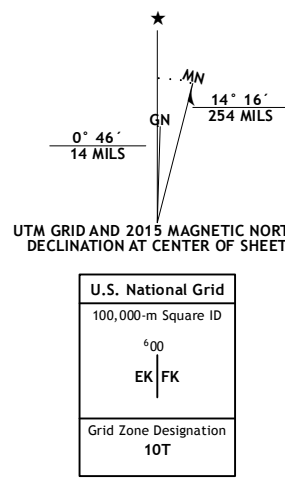 ★
MN
GN
0° 46´
14 MILS
14° 16´
254 MILS
UTM GRID AND 2015 MAGNETIC NORT
DECLINATION AT CENTER OF SHEET
U.S. National Grid
100,000-m Square ID
⁶00
EK FK
Grid Zone Designation
10T